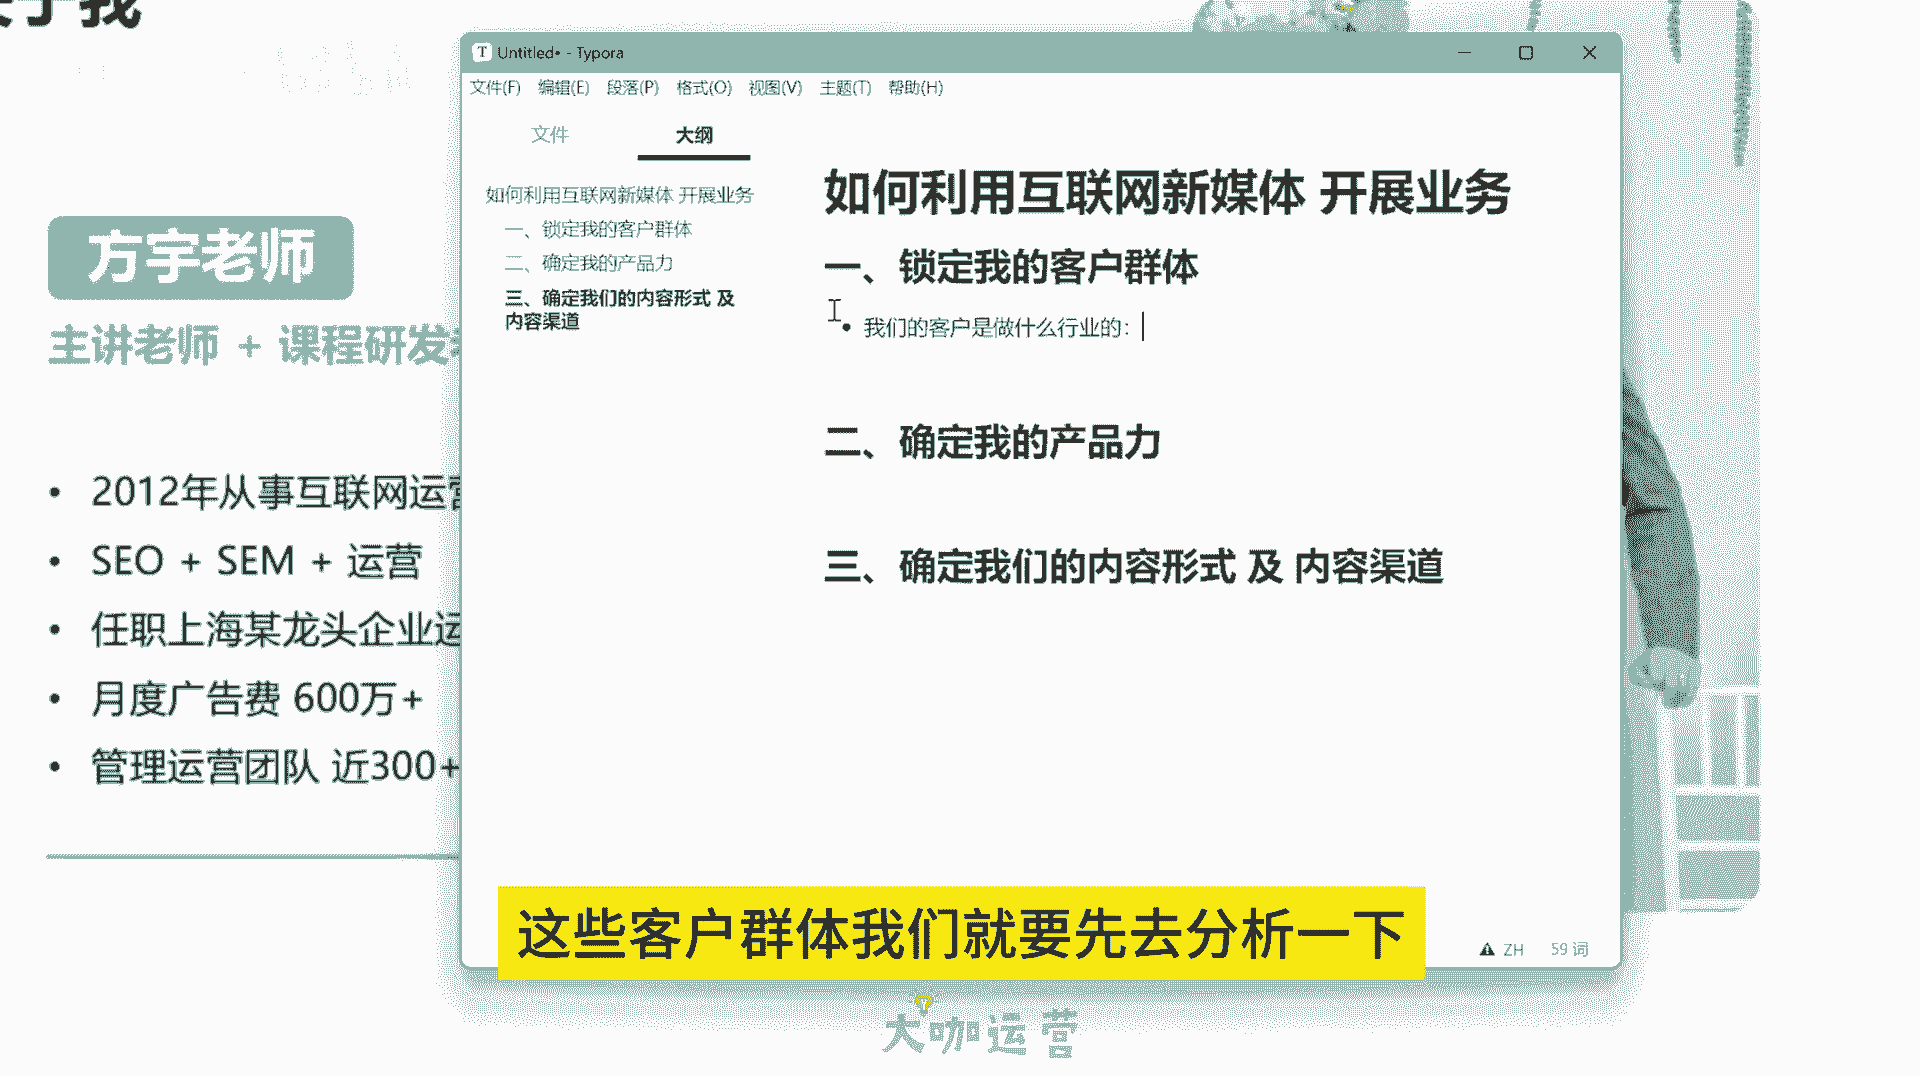 方宇老师
主讲老师 + 课程研发
2012年从事互联网运营
SEO + SEM + 运营
任职上海某龙头企业运
月度广告费 600万+
管理运营团队 近300+
Untitled• - Typora
文件(F) 编辑(E) 段落(P) 格式(O) 视图(V) 主题(T) 帮助(H)
文件 大纲
如何利用互联网新媒体 开展业务
一、锁定我的客户群体
二、确定我的产品力
三、确定我们的内容形式 及
内容渠道
如何利用互联网新媒体 开展业务
一、锁定我的客户群体
• 我们的客户是做什么行业的：
二、确定我的产品力
三、确定我们的内容形式 及 内容渠道
ZH 59 词
这些客户群体我们就要先去分析一下
大咖运营